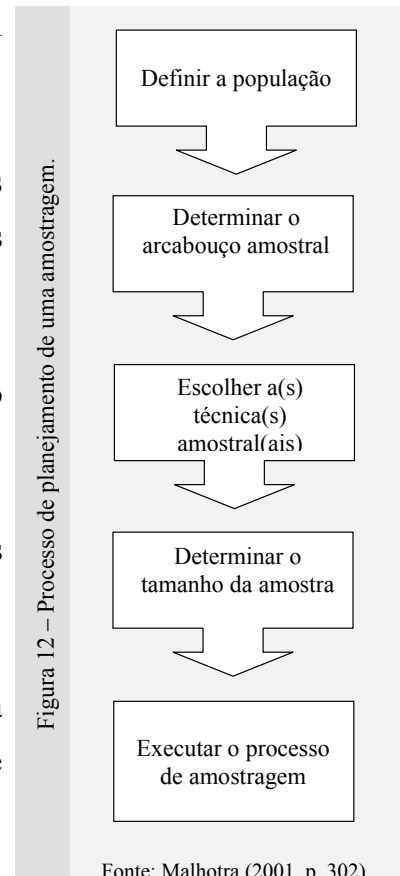 Figura 12 – Processo de planejamento de uma amostragem.
Definir a população
Determinar o
arcabouço amostral
Escolher a(s)
técnica(s)
amostral(ais)
Determinar o
tamanho da amostra
Executar o processo
de amostragem
Fonte: Malhotra (2001, p. 302)